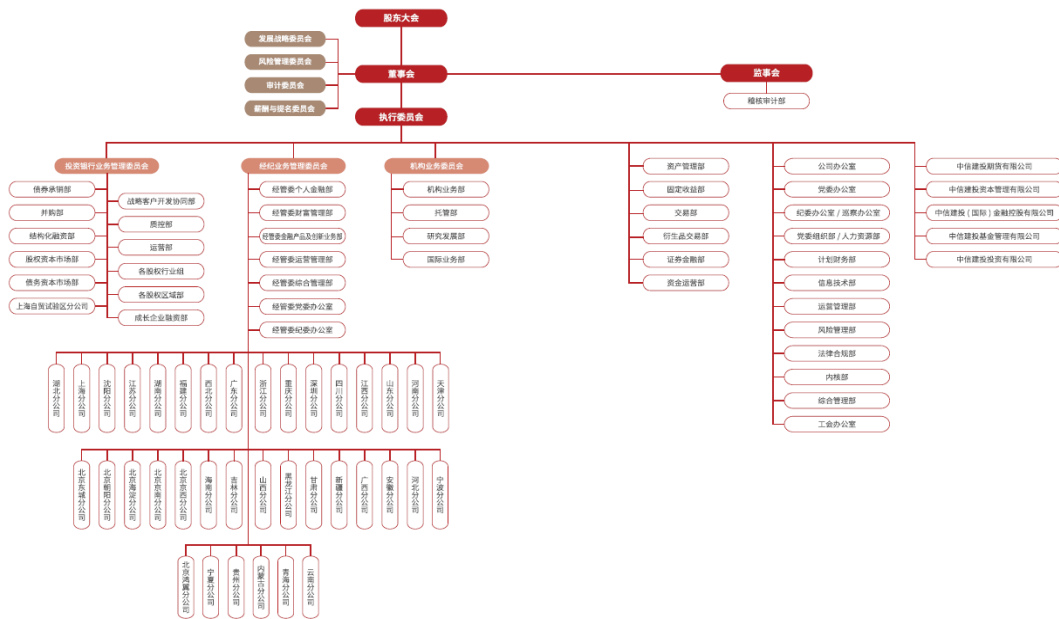 股东大会
发展战略委员会
风险管理委员会
审计委员会
薪酬与提名委员会
董事会
监事会
稽核审计部
执行委员会
投资银行业务管理委员会
债券承销部
并购部
结构化融资部
股权资本市场部
债务资本市场部
上海自贸试验区分公司
战略客户开发协同部
质控部
运营部
各股权行业组
各股权区域部
成长企业融资部
经纪业务管理委员会
经管委个人金融部
经管委财富管理部
经管委金融产品及创新业务部
经管委运营管理部
经管委综合管理部
经管委党委办公室
经管委纪委办公室
机构业务委员会
机构业务部
托管部
研究发展部
国际业务部
资产管理部
固定收益部
交易部
衍生品交易部
证券金融部
资金运营部
公司办公室
党委办公室
纪委办公室 / 巡察办公室
党委组织部 / 人力资源部
计划财务部
信息技术部
运营管理部
风险管理部
法律合规部
内核部
综合管理部
工会办公室
中信建投期货有限公司
中信建投资本管理有限公司
中信建投 ( 国际 ) 金融控股有限公司
中信建投基金管理有限公司
中信建投投资有限公司
湖北分公司
上海分公司
沈阳分公司
江苏分公司
湖南分公司
福建分公司
西北分公司
广东分公司
浙江分公司
重庆分公司
深圳分公司
四川分公司
江西分公司
山东分公司
河南分公司
天津分公司
北京东城分公司
北京朝阳分公司
北京海淀分公司
北京京南分公司
北京京西分公司
海南分公司
吉林分公司
山西分公司
黑龙江分公司
甘肃分公司
新疆分公司
广西分公司
安徽分公司
河北分公司
宁波分公司
北京鸿翼分公司
宁夏分公司
贵州分公司
内蒙古分公司
青海分公司
云南分公司